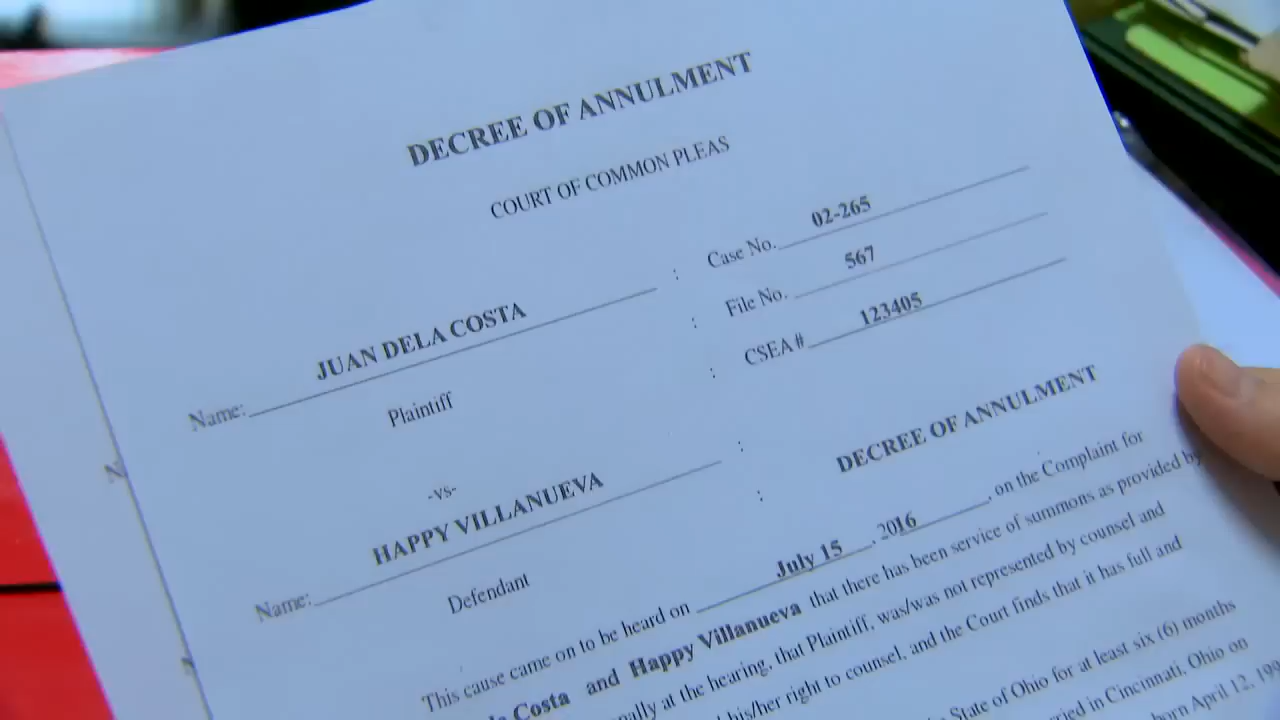 DECREE OF ANNULMENT
COURT OF COMMON PLEAS
Case No. 02-265
File No. 567
CSEA# 123405
:
:
:
:
:
Name: JUAN DELA COSTA
Plaintiff
-vs-
Name: HAPPY VILLANUEVA
Defendant
DECREE OF ANNULMENT
This cause came on to be heard on July 15, 2016, on the Complaint for
Costa and Happy Villanueva that there has been service of summons as provided by
at the hearing, that Plaintiff, was/was not represented by counsel and
his/her right to counsel, and the Court finds that it has full and
State of Ohio for at least six (6) months
in Cincinnati, Ohio on
April 12,